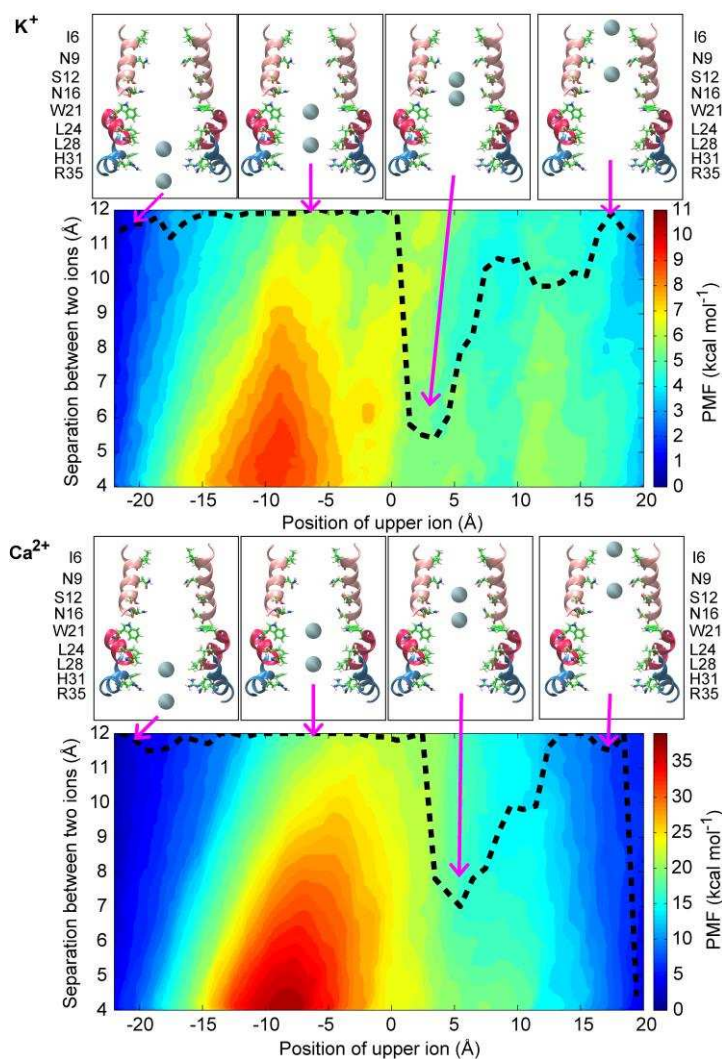 K+
I6
N9
S12
N16
W21
L24
L28
H31
R35
I6
N9
S12
N16
W21
L24
L28
H31
R35
Separation between two ions (Å)
12
11
10
9
8
7
6
5
4
-20 -15 -10 -5 0 5 10 15 20
Position of upper ion (Å)
11
10
9
8
7
6
5
4
3
2
1
0
PMF (kcal mol⁻¹)
Ca²⁺
I6
N9
S12
N16
W21
L24
L28
H31
R35
I6
N9
S12
N16
W21
L24
L28
H31
R35
Separation between two ions (Å)
12
11
10
9
8
7
6
5
4
-20 -15 -10 -5 0 5 10 15 20
Position of upper ion (Å)
35
30
25
20
15
10
5
0
PMF (kcal mol⁻¹)